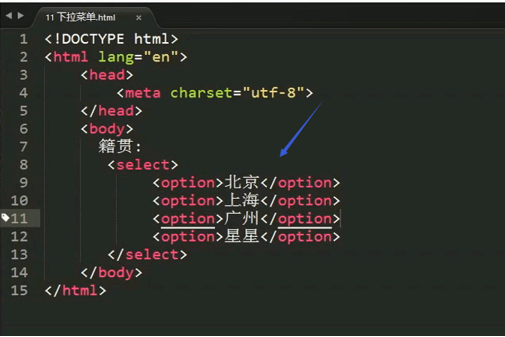 11 下拉菜单.html ×
1 <!DOCTYPE html>
2 <html lang="en">
3 <head>
4 <meta charset="utf-8">
5 </head>
6 <body>
7 籍贯:
8 <select>
9 <option>北京</option>
10 <option>上海</option>
11 <option>广州</option>
12 <option>星星</option>
13 </select>
14 </body>
15 </html>